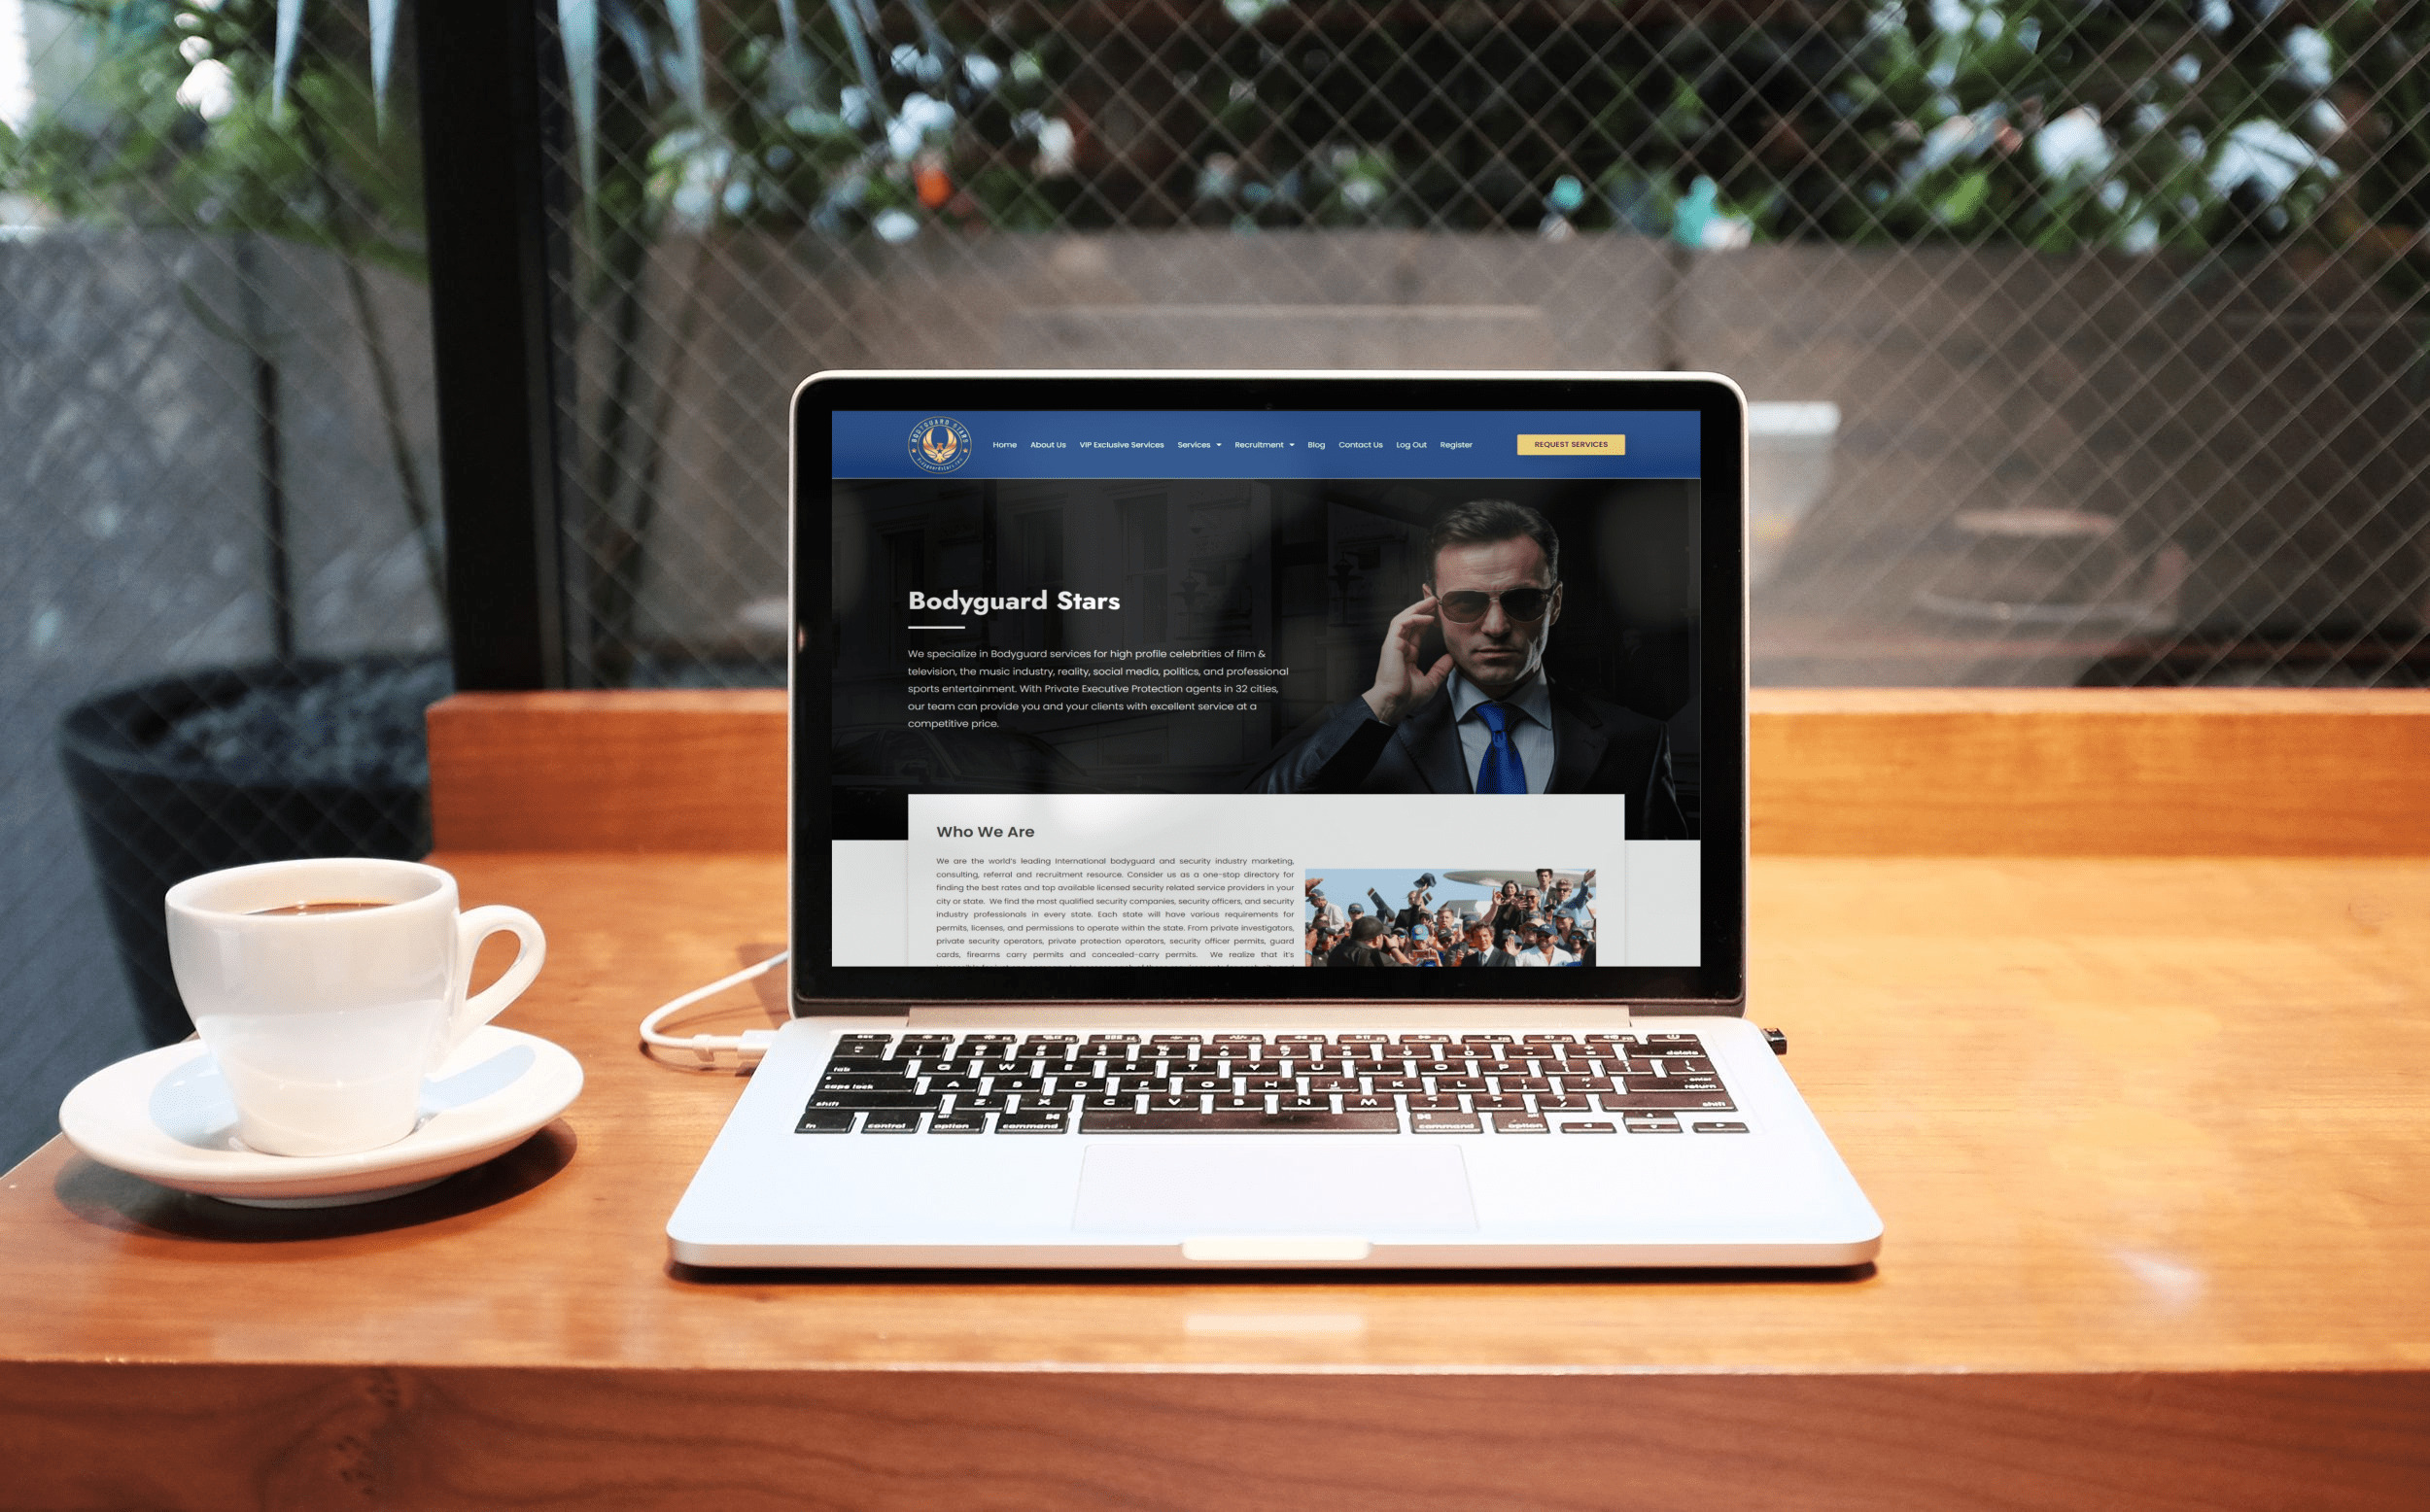 BODYGUARD STARS
Home About Us VIP Exclusive Services Services Recruitment Blog Contact Us Log Out Register
REQUEST SERVICES
Bodyguard Stars
We specialize in Bodyguard services for high profile celebrities of film &
television, the music industry, reality, social media, politics, and professional
sports entertainment. With Private Executive Protection agents in 32 cities,
our team can provide you and your clients with excellent service at a
competitive price.
Who We Are
We are the world's leading International bodyguard and security industry marketing,
consulting, referral and recruitment resource. Consider us as a one-stop directory for
finding the best rates and top available licensed security related service providers in your
city or state. We find the most qualified security companies, security officers, and security
industry professionals in every state. Each state will have various requirements for
permits, licenses, and permissions to operate within the state. From private investigators,
private security operators, private protection operators, security officer permits, guard
cards, firearms carry permits and concealed-carry permits. We realize that it's
delete
tab Q W E R T Y U I O P
caps lock A S D F G H J K L enter return
shift Z X C V B N M shift
fn control option command command option